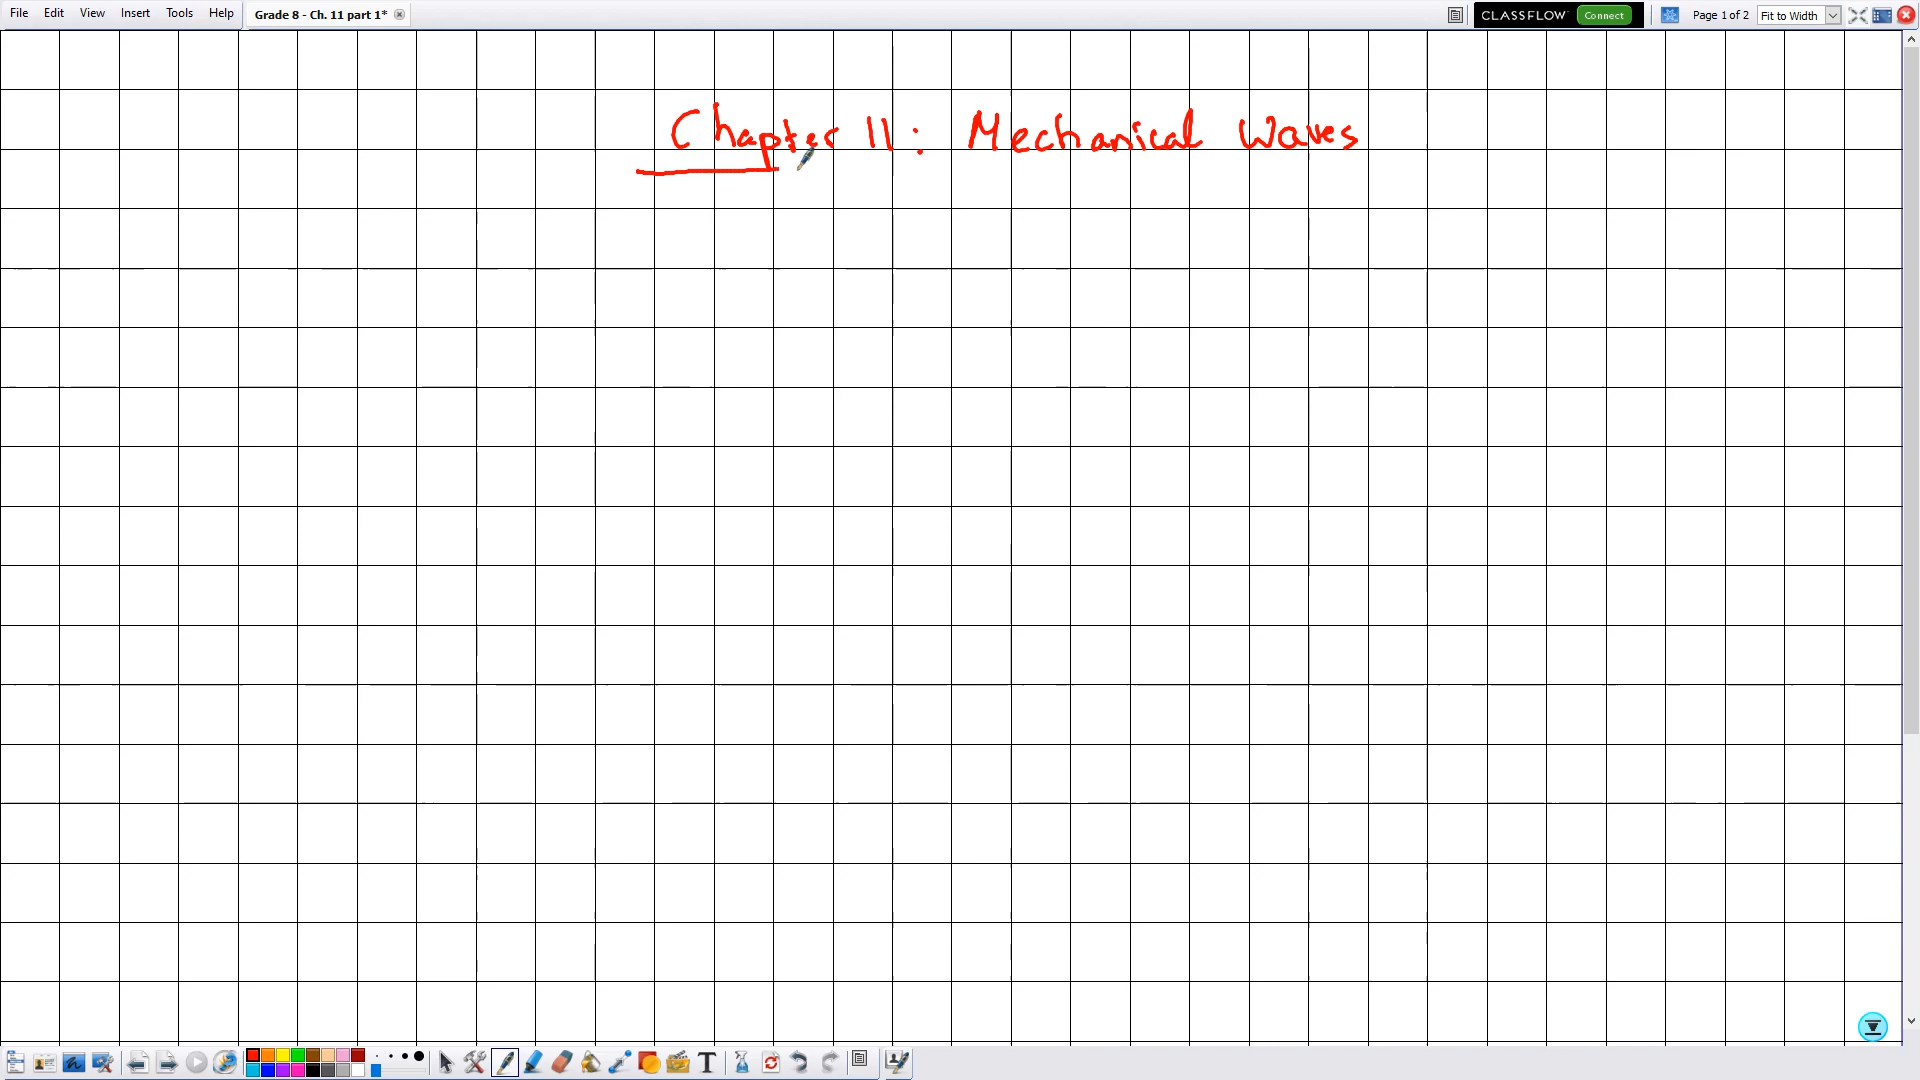 File Edit View Insert Tools Help Grade 8 - Ch. 11 part 1* CLASSFLOW Connect Page 1 of 2 Fit to Width
Chapter 11: Mechanical Waves
T